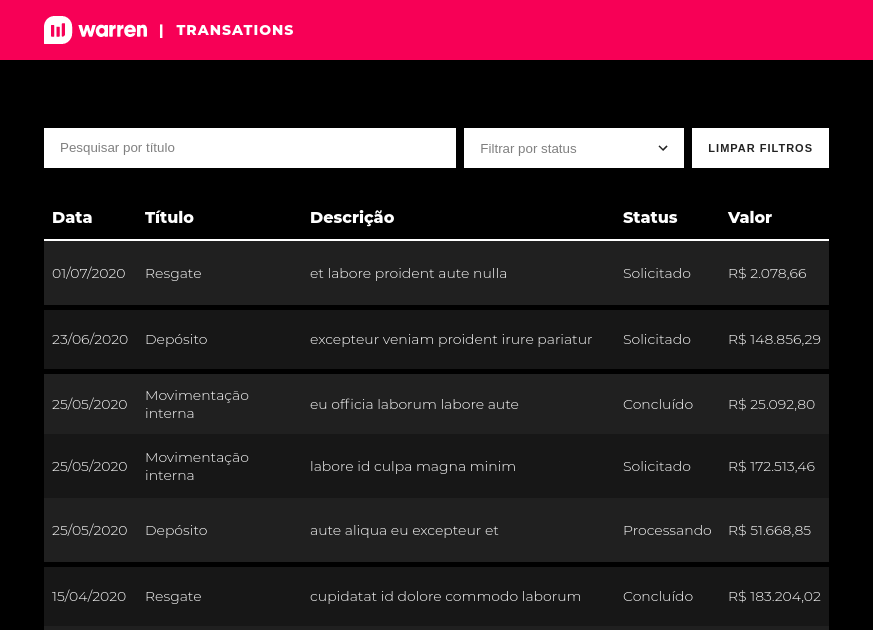 warren | TRANSATIONS
Pesquisar por título Filtrar por status LIMPAR FILTROS
Data Título Descrição Status Valor
01/07/2020 Resgate et labore proident aute nulla Solicitado R$ 2.078,66
23/06/2020 Depósito excepteur veniam proident irure pariatur Solicitado R$ 148.856,29
25/05/2020 Movimentação interna eu officia laborum labore aute Concluído R$ 25.092,80
25/05/2020 Movimentação interna labore id culpa magna minim Solicitado R$ 172.513,46
25/05/2020 Depósito aute aliqua eu excepteur et Processando R$ 51.668,85
15/04/2020 Resgate cupidatat id dolore commodo laborum Concluído R$ 183.204,02